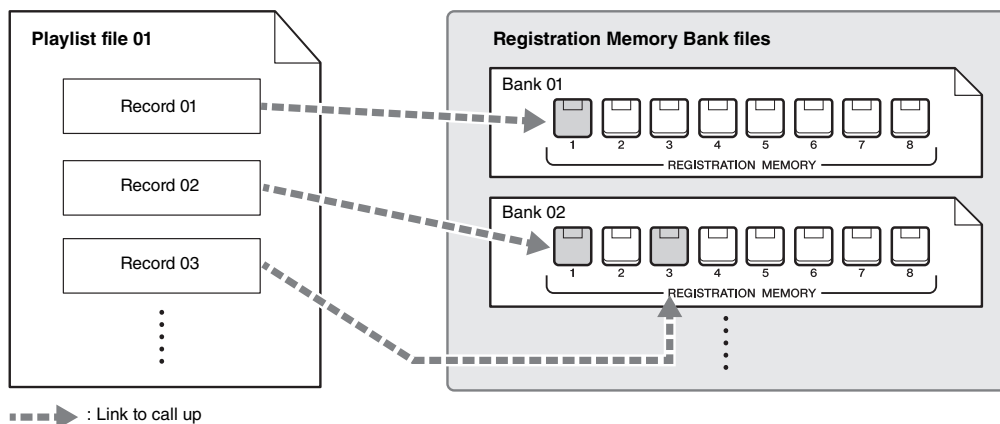 Playlist file 01
Record 01
Record 02
Record 03
Registration Memory Bank files
Bank 01
1 2 3 4 5 6 7 8
REGISTRATION MEMORY
Bank 02
1 2 3 4 5 6 7 8
REGISTRATION MEMORY
: Link to call up